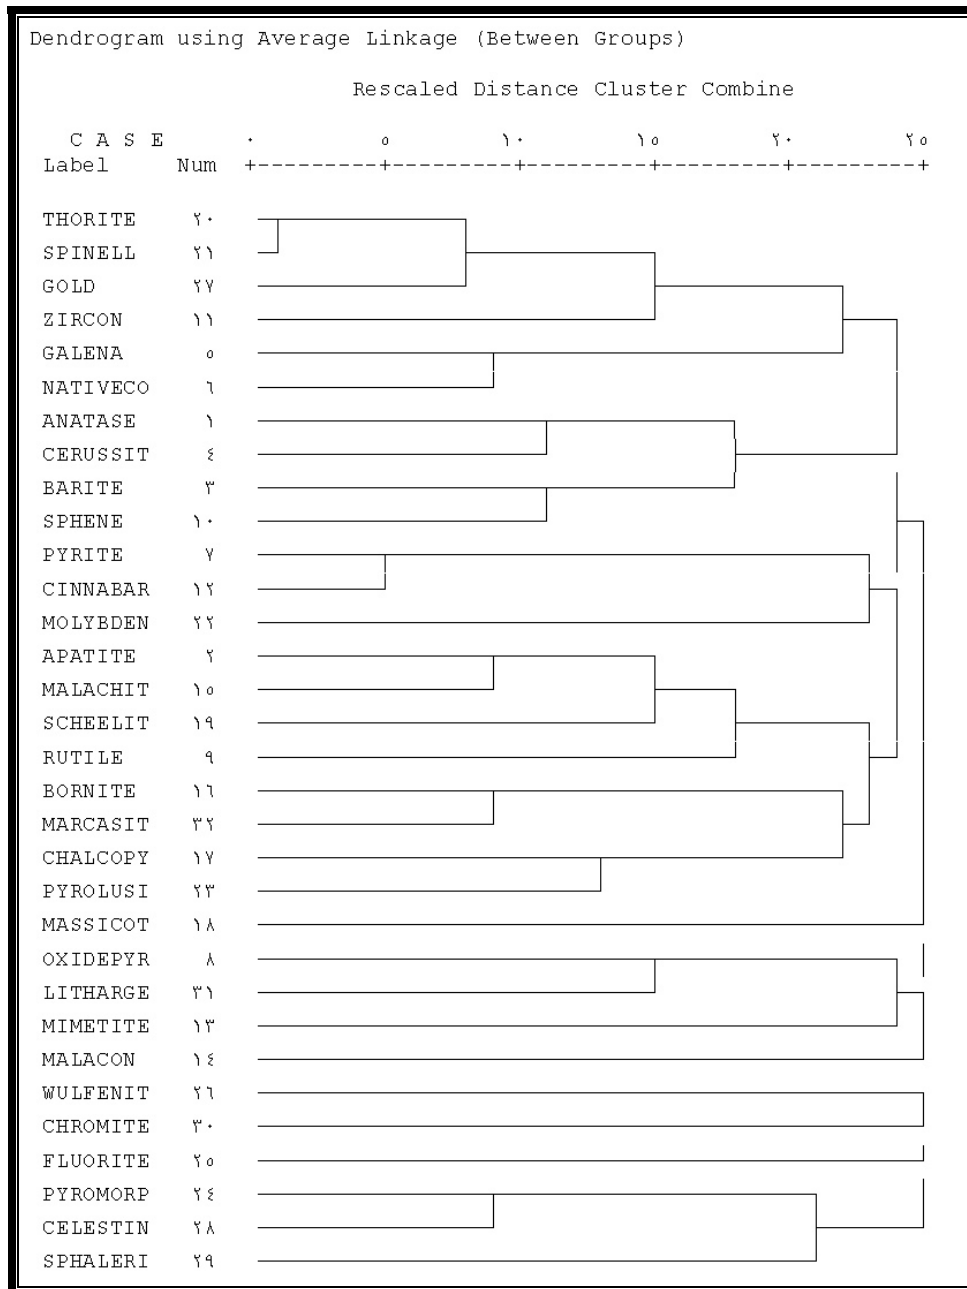 Dendrogram using Average Linkage (Between Groups)
Rescaled Distance Cluster Combine
C A S E ٠ ٥ ١٠ ١٥ ٢٠ ٢٥
Label Num +---------+---------+---------+---------+---------+
THORITE ٢٠
SPINELL ٢١
GOLD ٢٧
ZIRCON ١١
GALENA ٥
NATIVECO ٦
ANATASE ١
CERUSSIT ٤
BARITE ٣
SPHENE ١٠
PYRITE ٧
CINNABAR ١٢
MOLYBDEN ٢٢
APATITE ٢
MALACHIT ١٥
SCHEELIT ١٩
RUTILE ٩
BORNITE ١٦
MARCASIT ٣٢
CHALCOPY ١٧
PYROLUSI ٢٣
MASSICOT ١٨
OXIDEPYR ٨
LITHARGE ٣١
MIMETITE ١٣
MALACON ١٤
WULFENIT ٢٦
CHROMITE ٣٠
FLUORITE ٢٥
PYROMORP ٢٤
CELESTIN ٢٨
SPHALERI ٢٩